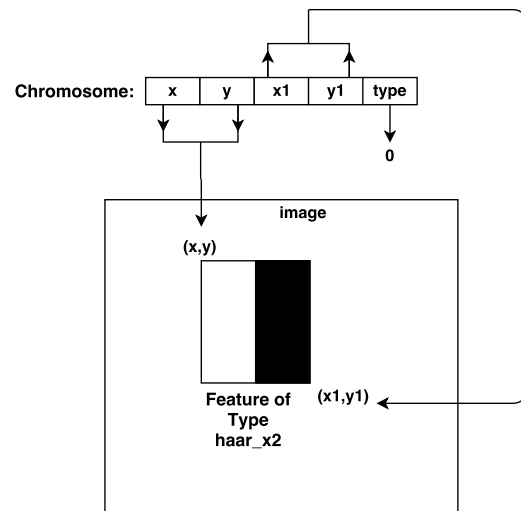 Chromosome: x y x1 y1 type
0
image
(x,y)
(x1,y1)
Feature of
Type
haar_x2